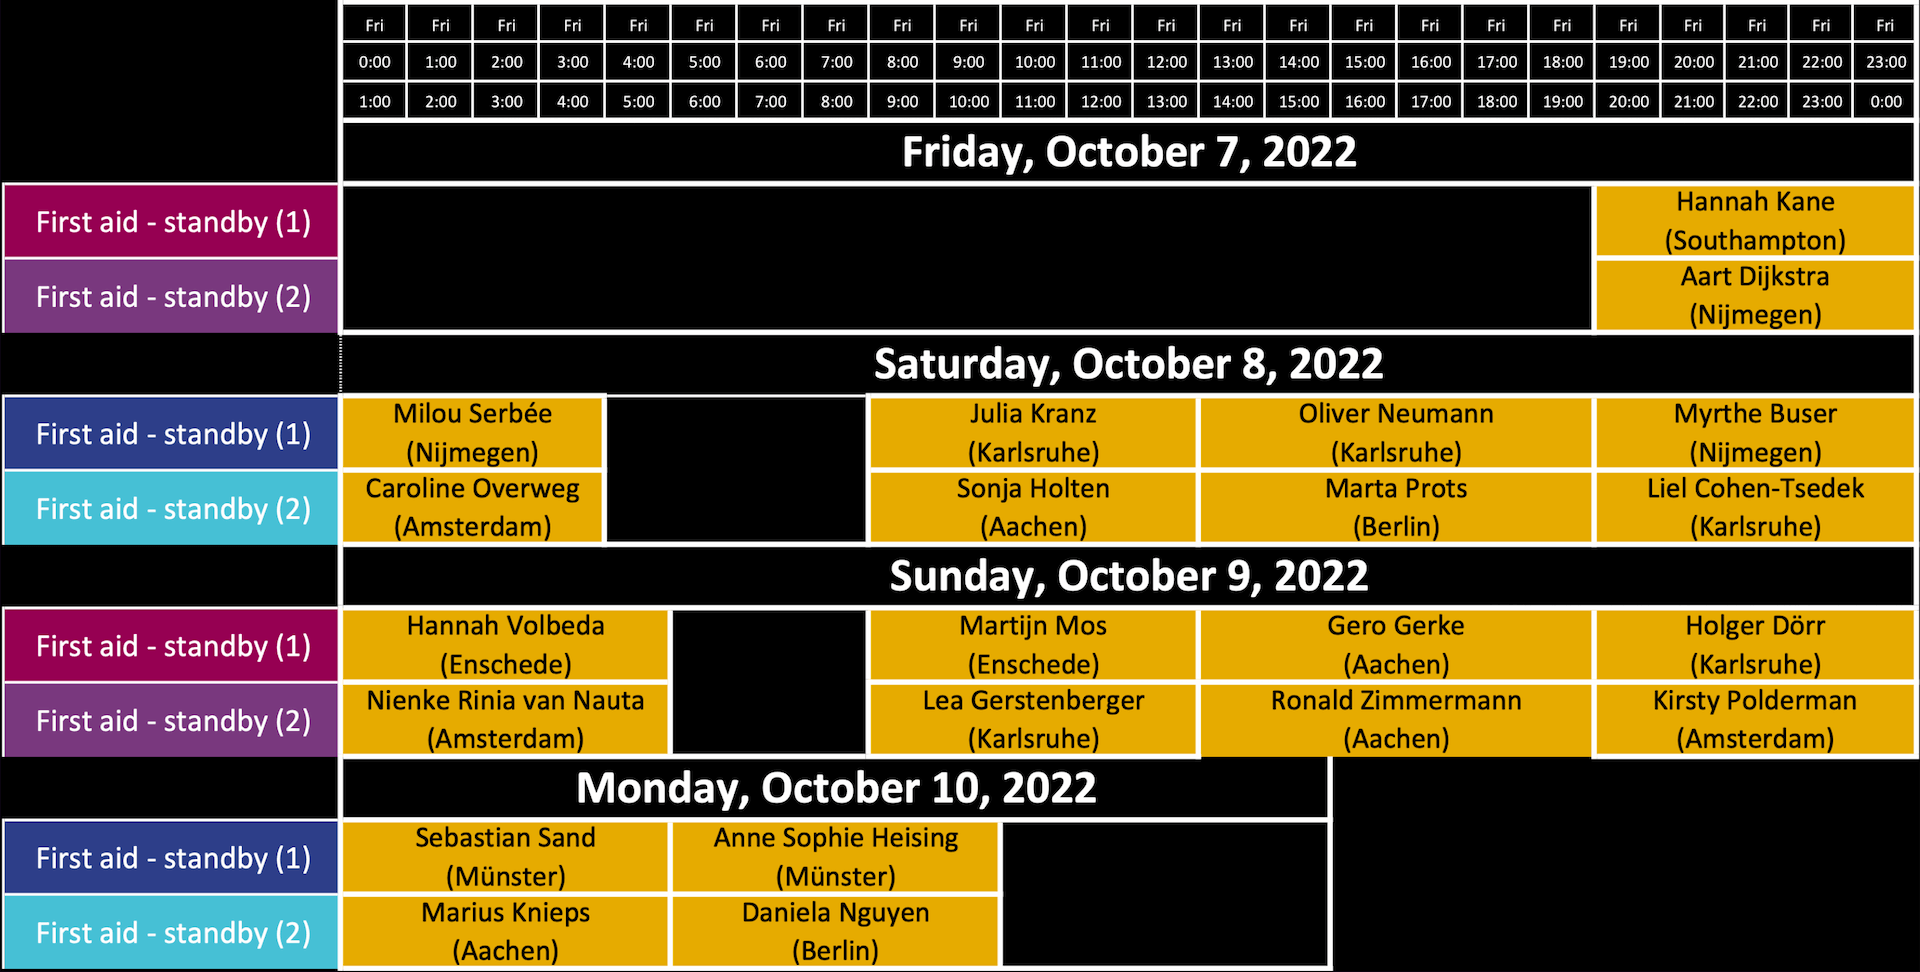 Fri Fri Fri Fri Fri Fri Fri Fri Fri Fri Fri Fri Fri Fri Fri Fri Fri Fri Fri Fri Fri Fri Fri Fri
0:00 1:00 2:00 3:00 4:00 5:00 6:00 7:00 8:00 9:00 10:00 11:00 12:00 13:00 14:00 15:00 16:00 17:00 18:00 19:00 20:00 21:00 22:00 23:00
1:00 2:00 3:00 4:00 5:00 6:00 7:00 8:00 9:00 10:00 11:00 12:00 13:00 14:00 15:00 16:00 17:00 18:00 19:00 20:00 21:00 22:00 23:00 0:00
Friday, October 7, 2022
First aid - standby (1)
Hannah Kane
(Southampton)
First aid - standby (2)
Aart Dijkstra
(Nijmegen)
Saturday, October 8, 2022
First aid - standby (1)
Milou Serbée
(Nijmegen)
Julia Kranz
(Karlsruhe)
Oliver Neumann
(Karlsruhe)
Myrthe Buser
(Nijmegen)
First aid - standby (2)
Caroline Overweg
(Amsterdam)
Sonja Holten
(Aachen)
Marta Prots
(Berlin)
Liel Cohen-Tsedek
(Karlsruhe)
Sunday, October 9, 2022
First aid - standby (1)
Hannah Volbeda
(Enschede)
Martijn Mos
(Enschede)
Gero Gerke
(Aachen)
Holger Dörr
(Karlsruhe)
First aid - standby (2)
Nienke Rinia van Nauta
(Amsterdam)
Lea Gerstenberger
(Karlsruhe)
Ronald Zimmermann
(Aachen)
Kirsty Polderman
(Amsterdam)
Monday, October 10, 2022
First aid - standby (1)
Sebastian Sand
(Münster)
Anne Sophie Heising
(Münster)
First aid - standby (2)
Marius Knieps
(Aachen)
Daniela Nguyen
(Berlin)